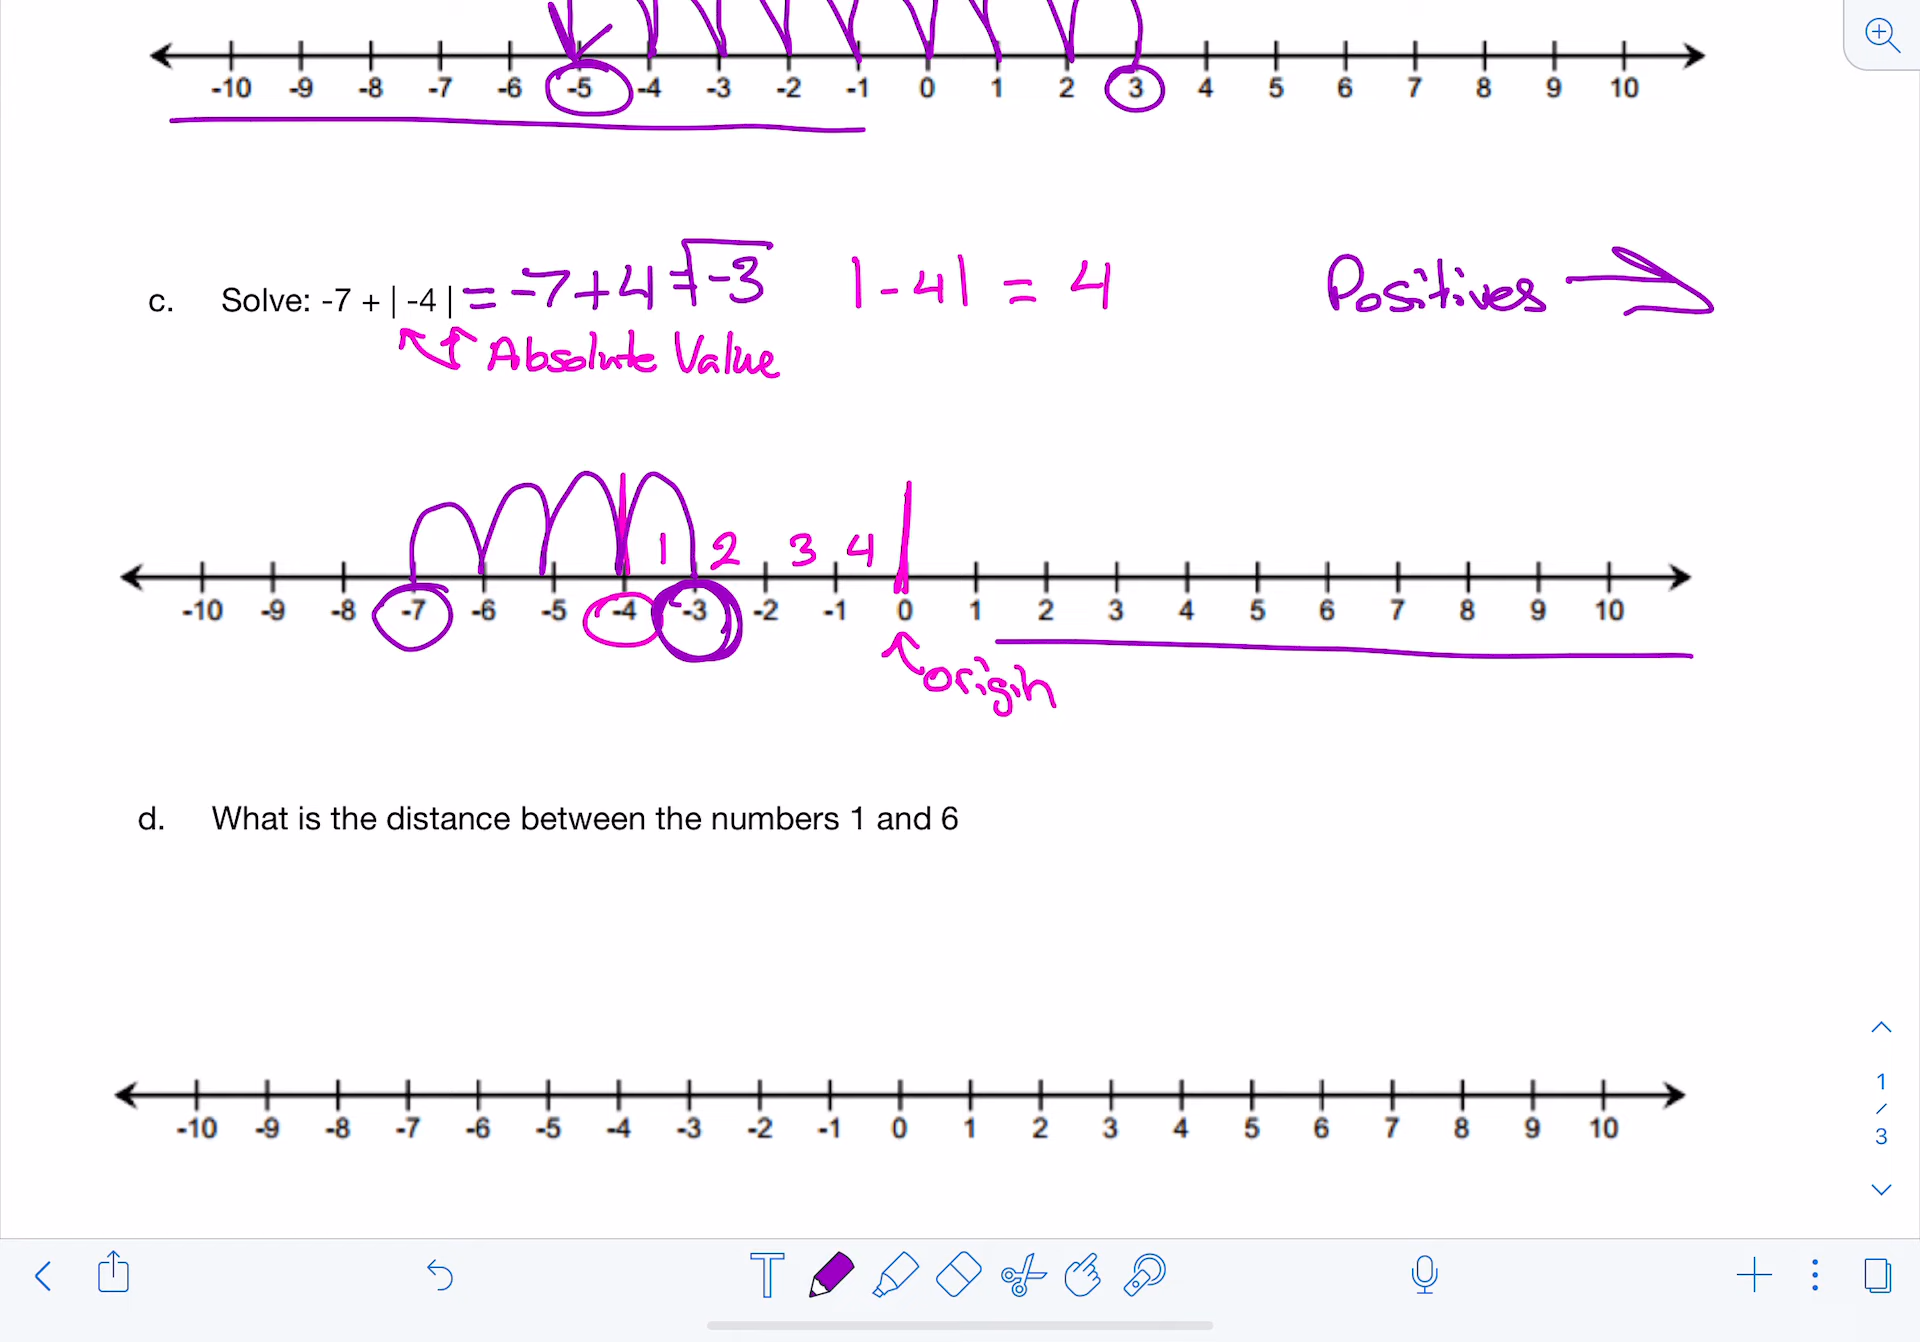 -10 -9 -8 -7 -6 -5 -4 -3 -2 -1 0 1 2 3 4 5 6 7 8 9 10
c. Solve: -7 + | -4 | = -7+4 = -3 |-4| = 4 Positives
Absolute Value
1 2 3 4
-10 -9 -8 -7 -6 -5 -4 -3 -2 -1 0 1 2 3 4 5 6 7 8 9 10
origin
d. What is the distance between the numbers 1 and 6
-10 -9 -8 -7 -6 -5 -4 -3 -2 -1 0 1 2 3 4 5 6 7 8 9 10
1
/
3
T